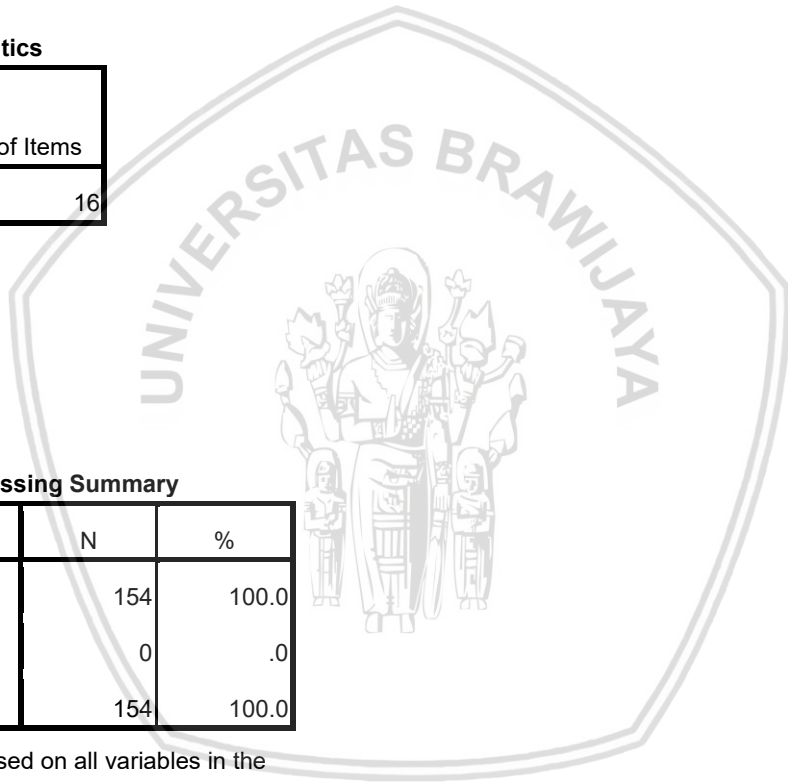 tics
of Items
16
UNIVERSITAS BRAWIJAYA
ssing Summary
N %
154 100.0
0 .0
154 100.0
sed on all variables in the